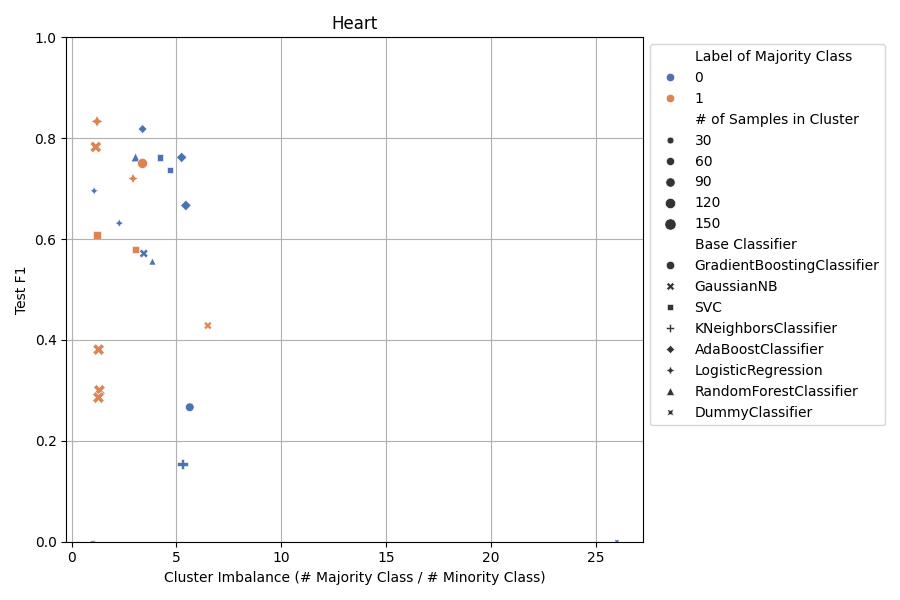 Heart
Test F1
1.0
0.8
0.6
0.4
0.2
0.0
0 5 10 15 20 25
Cluster Imbalance (# Majority Class / # Minority Class)
Label of Majority Class
0
1
# of Samples in Cluster
30
60
90
120
150
Base Classifier
GradientBoostingClassifier
GaussianNB
SVC
KNeighborsClassifier
AdaBoostClassifier
LogisticRegression
RandomForestClassifier
DummyClassifier